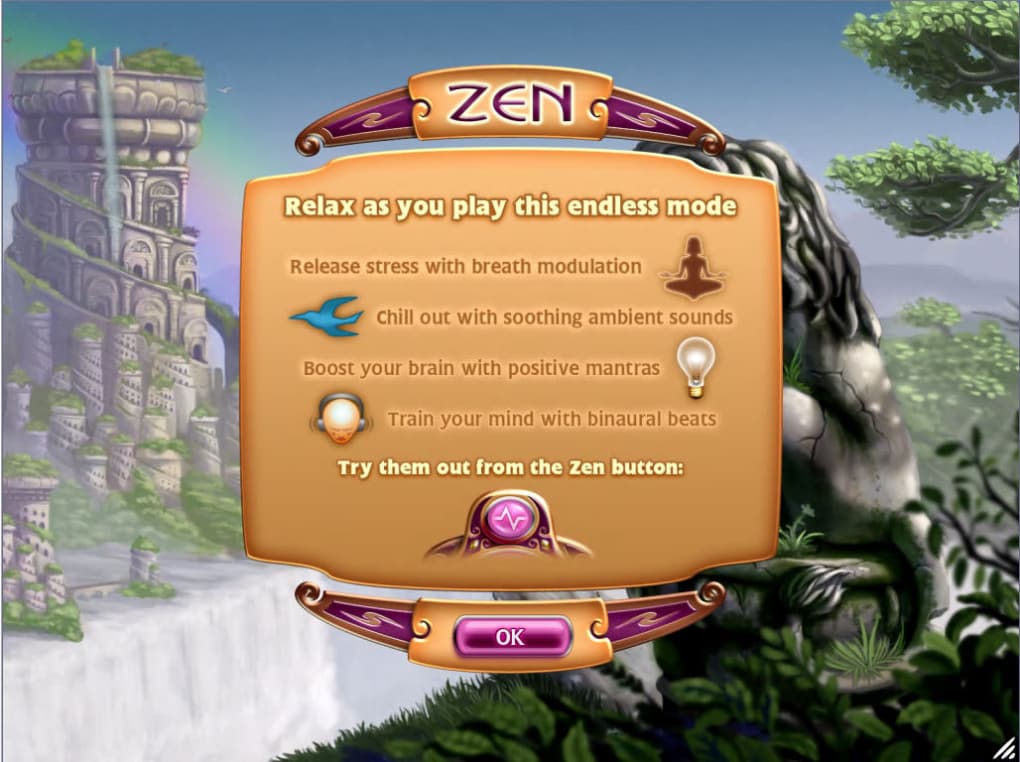 ZEN
Relax as you play this endless mode
Release stress with breath modulation
Chill out with soothing ambient sounds
Boost your brain with positive mantras
Train your mind with binaural beats
Try them out from the Zen button:
OK